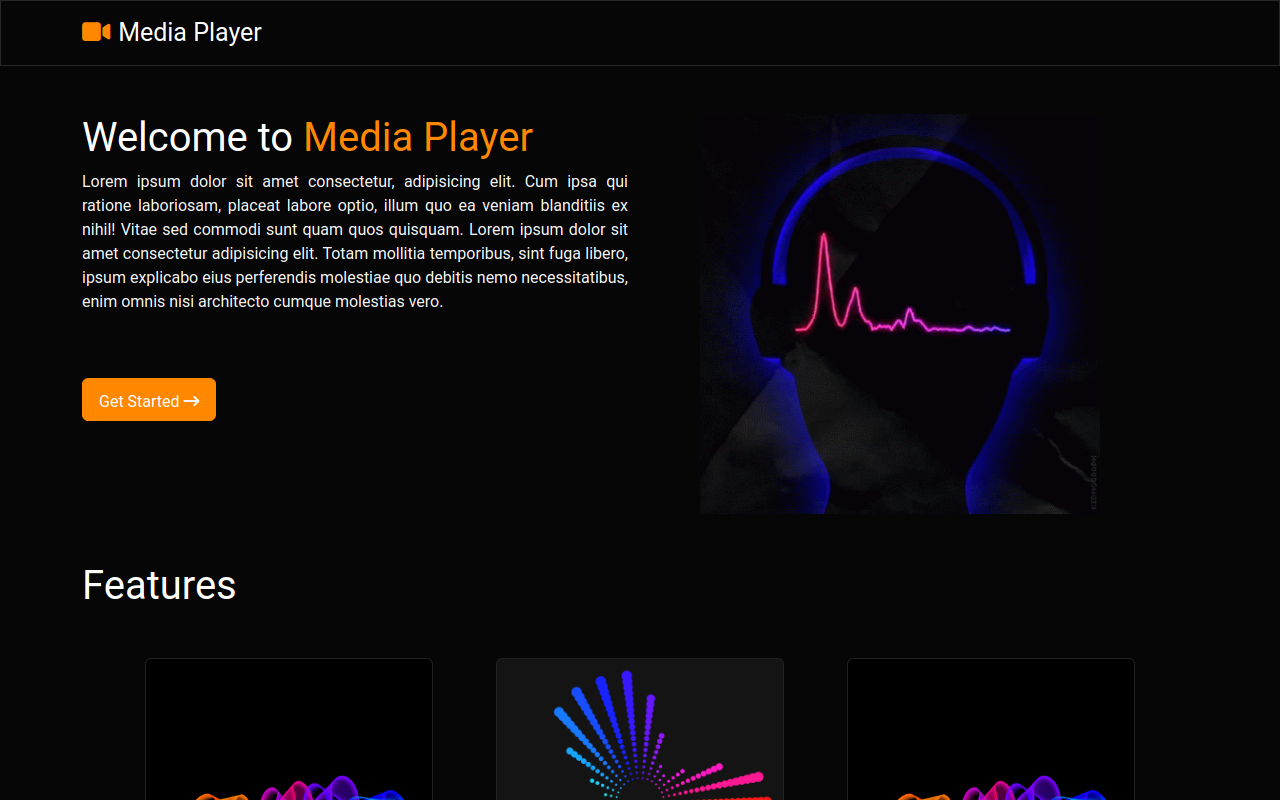 Media Player
Welcome to Media Player
Lorem ipsum dolor sit amet consectetur, adipisicing elit. Cum ipsa qui
ratione laboriosam, placeat labore optio, illum quo ea veniam blanditiis ex
nihil! Vitae sed commodi sunt quam quos quisquam. Lorem ipsum dolor sit
amet consectetur adipisicing elit. Totam mollitia temporibus, sint fuga libero,
ipsum explicabo eius perferendis molestiae quo debitis nemo necessitatibus,
enim omnis nisi architecto cumque molestias vero.
Get Started
Features